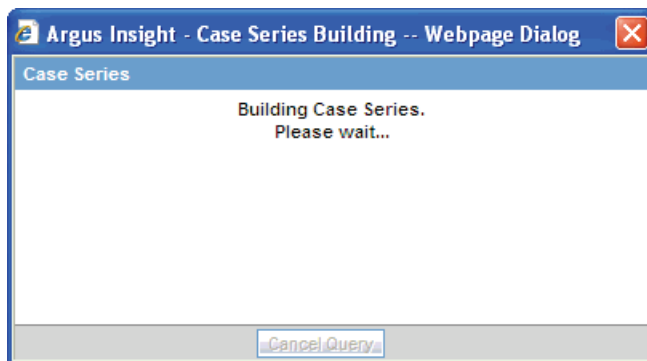 Argus Insight - Case Series Building -- Webpage Dialog
Case Series
Building Case Series.
Please wait...
Cancel Query